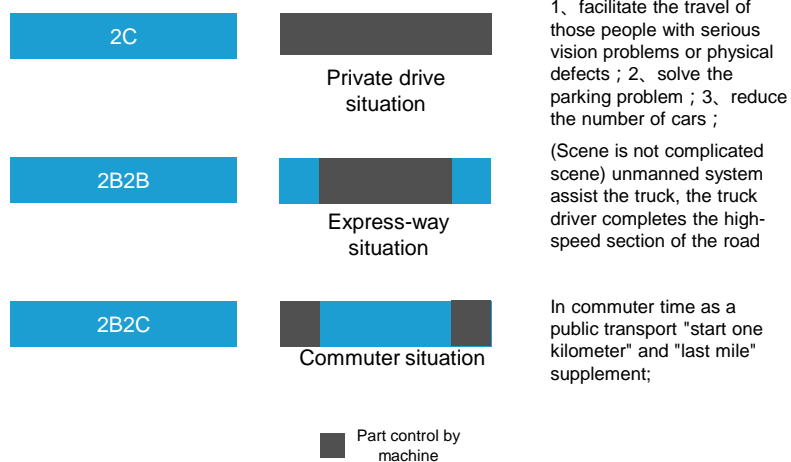 2C
Private drive
situation
1、facilitate the travel of
those people with serious
vision problems or physical
defects；2、solve the
parking problem；3、reduce
the number of cars；
2B2B
Express-way
situation
(Scene is not complicated
scene) unmanned system
assist the truck, the truck
driver completes the high-
speed section of the road
2B2C
Commuter situation
In commuter time as a
public transport "start one
kilometer" and "last mile"
supplement;
Part control by
machine